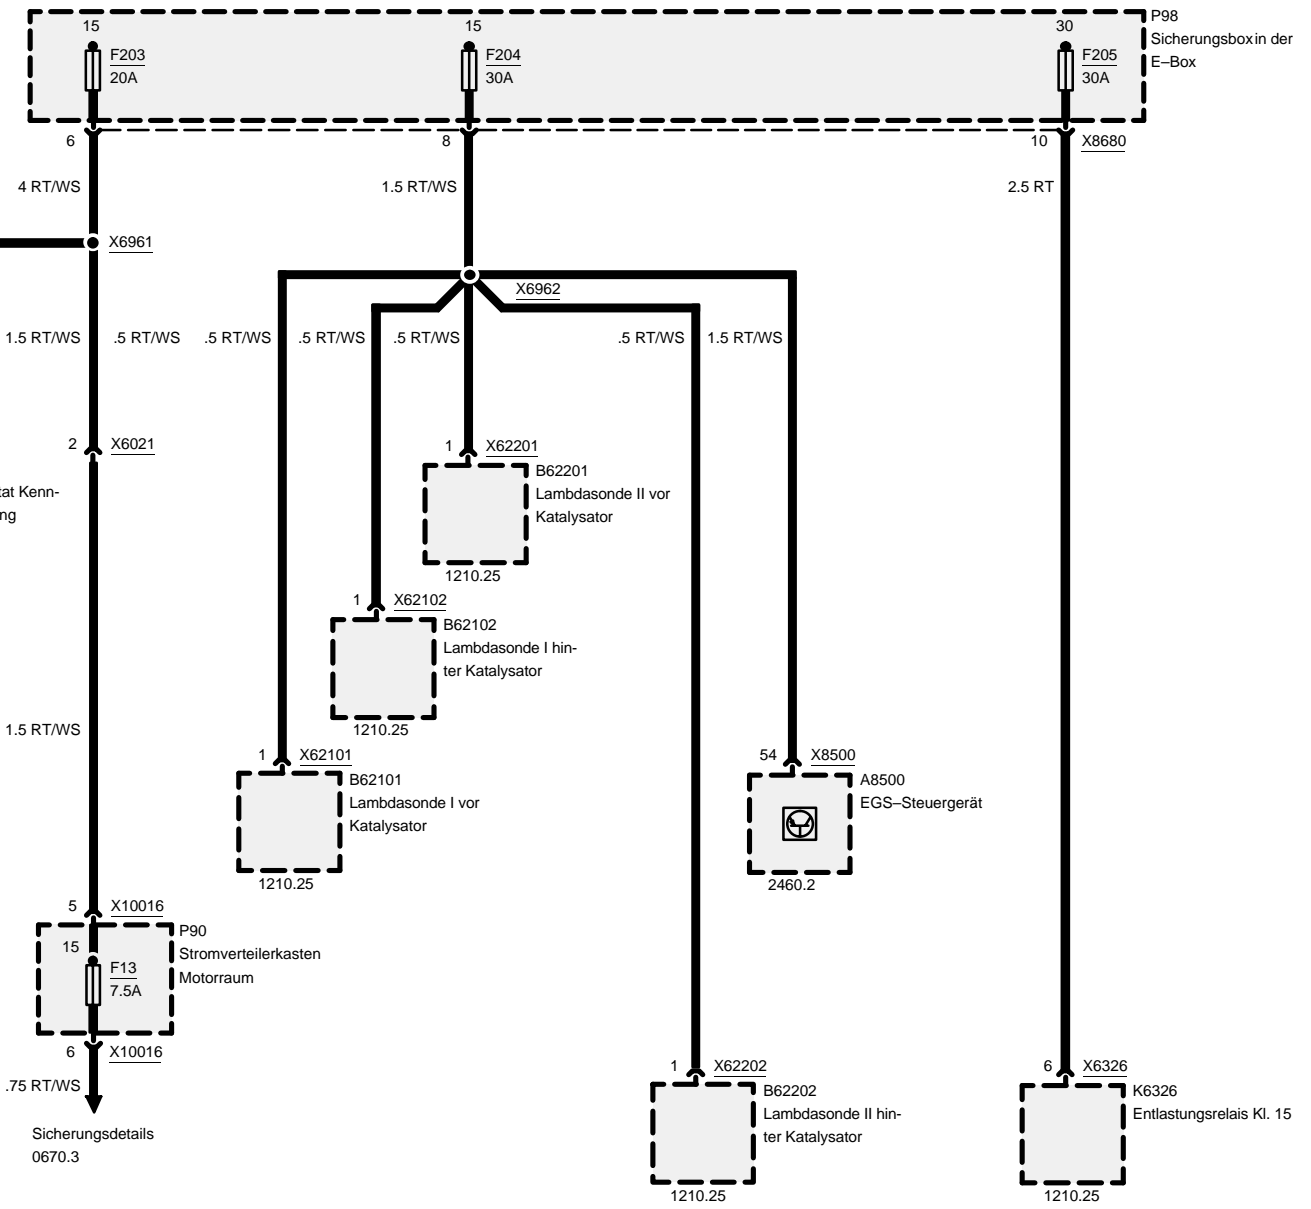 15
15
30
P98
Sicherungsbox in der
E–Box
F203
20A
F204
30A
F205
30A
6
8
10
X8680
4 RT/WS
1.5 RT/WS
2.5 RT
X6961
X6962
1.5 RT/WS
.5 RT/WS
.5 RT/WS
.5 RT/WS
.5 RT/WS
.5 RT/WS
1.5 RT/WS
2
X6021
1
X62201
B62201
Lambdasonde II vor
Katalysator
1210.25
tat Kenn-
ng
1
X62102
B62102
Lambdasonde I hin-
ter Katalysator
1210.25
1.5 RT/WS
1
X62101
B62101
Lambdasonde I vor
Katalysator
1210.25
54
X8500
A8500
EGS–Steuergerät
2460.2
5
X10016
P90
Stromverteilerkasten
Motorraum
15
F13
7.5A
6
X10016
.75 RT/WS
Sicherungsdetails
0670.3
1
X62202
B62202
Lambdasonde II hin-
ter Katalysator
1210.25
6
X6326
K6326
Entlastungsrelais Kl. 15
1210.25